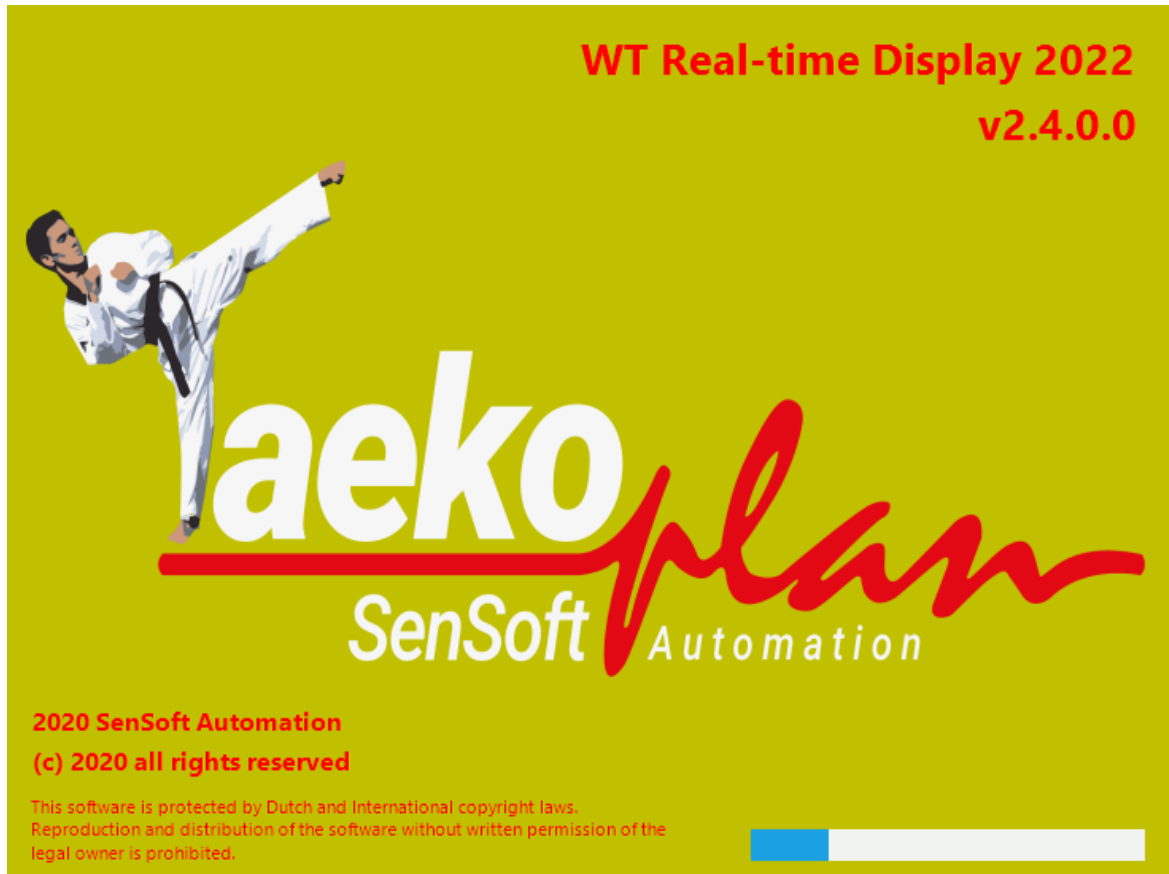 WT Real-time Display 2022
v2.4.0.0
Taekoplan
SenSoft Automation
2020 SenSoft Automation
(c) 2020 all rights reserved
This software is protected by Dutch and International copyright laws.
Reproduction and distribution of the software without written permission of the
legal owner is prohibited.